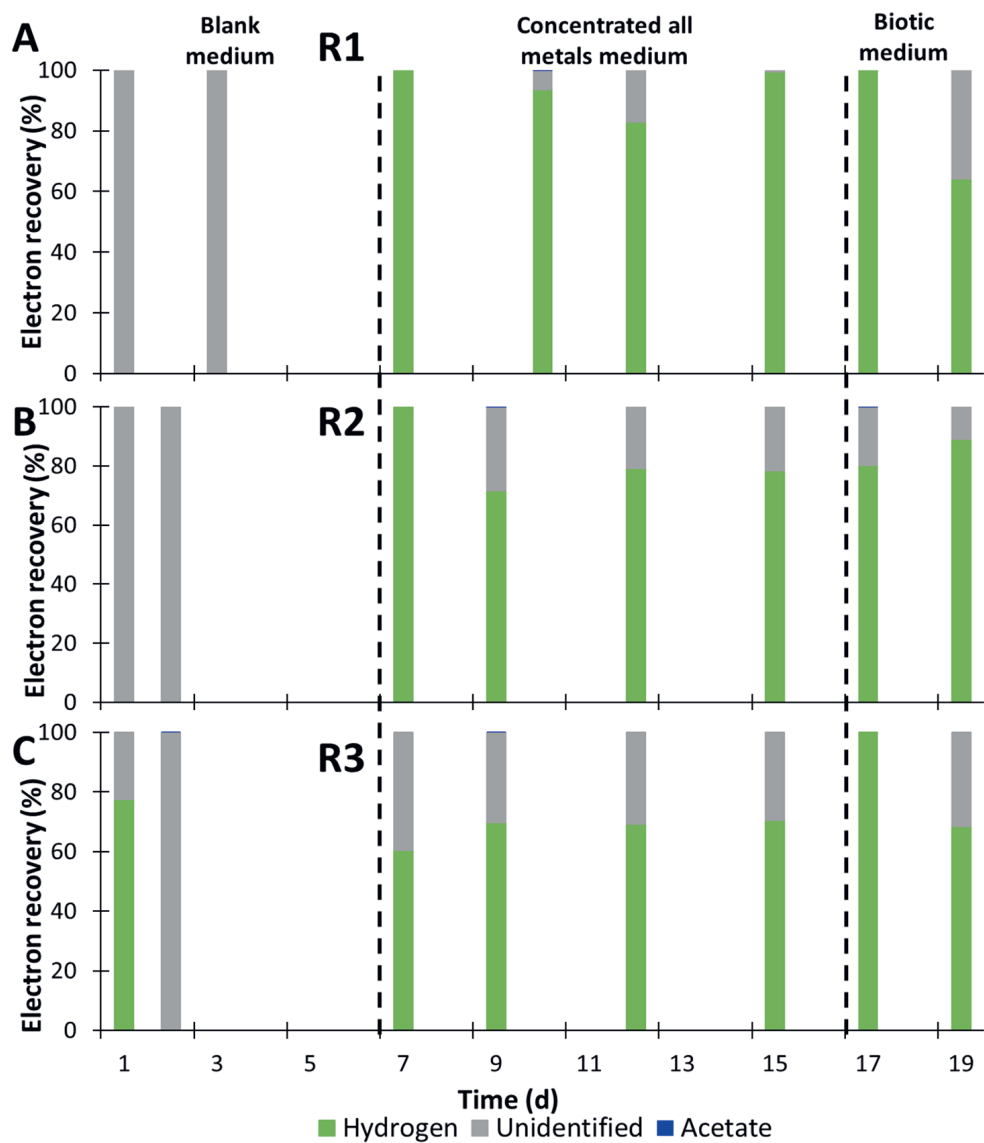 A
Blank
medium
R1
Concentrated all
metals medium
Biotic
medium
Electron recovery (%)
100
80
60
40
20
0
B
R2
Electron recovery (%)
100
80
60
40
20
0
C
R3
Electron recovery (%)
100
80
60
40
20
0
1 3 5 7 9 11 13 15 17 19
Time (d)
Hydrogen Unidentified Acetate